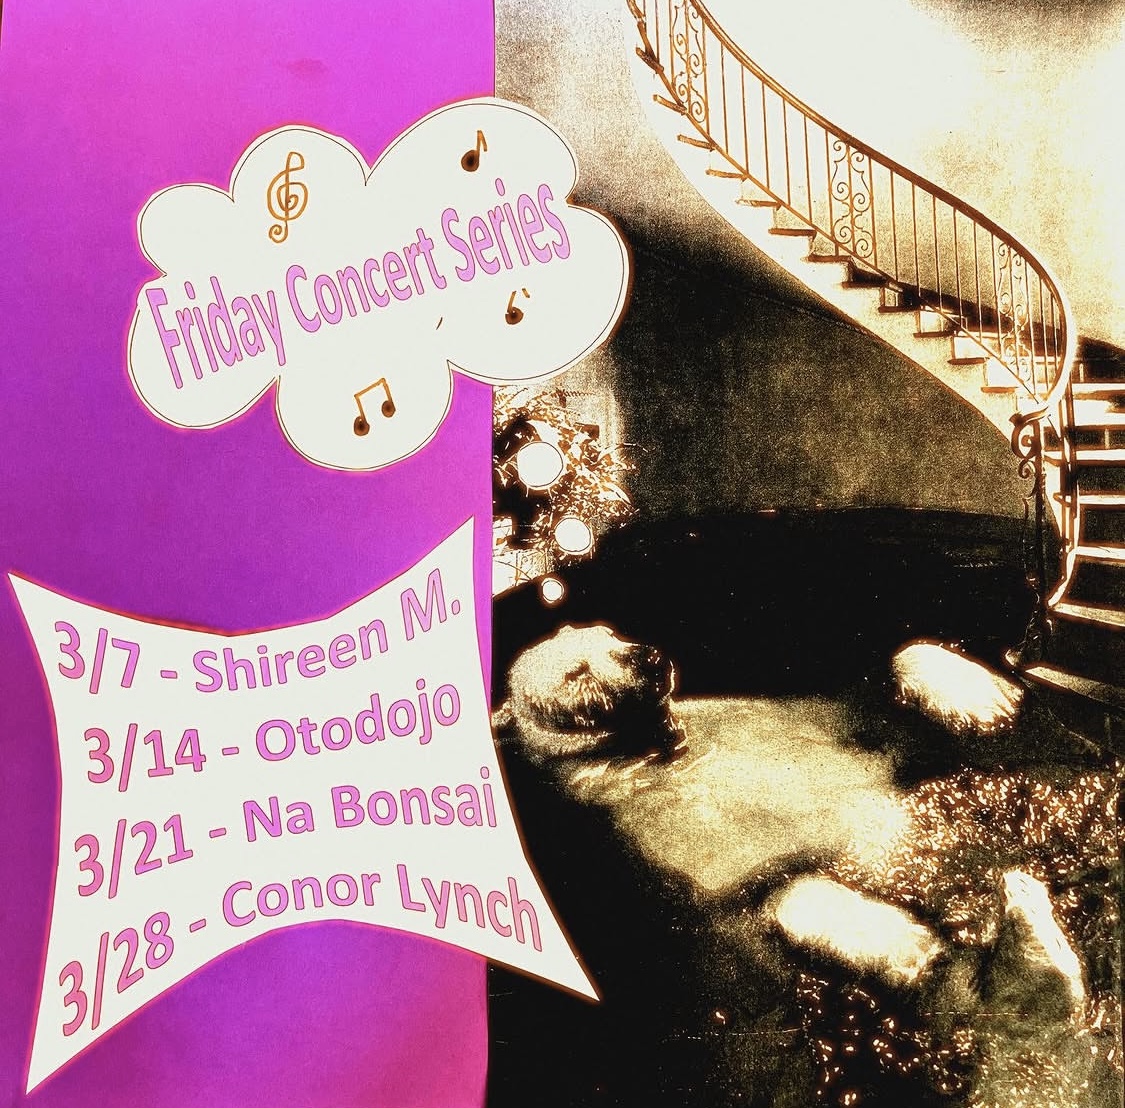 Friday Concert Series
3/7 - Shireen M.
3/14 - Otodojo
3/21 - Na Bonsai
3/28 - Conor Lynch